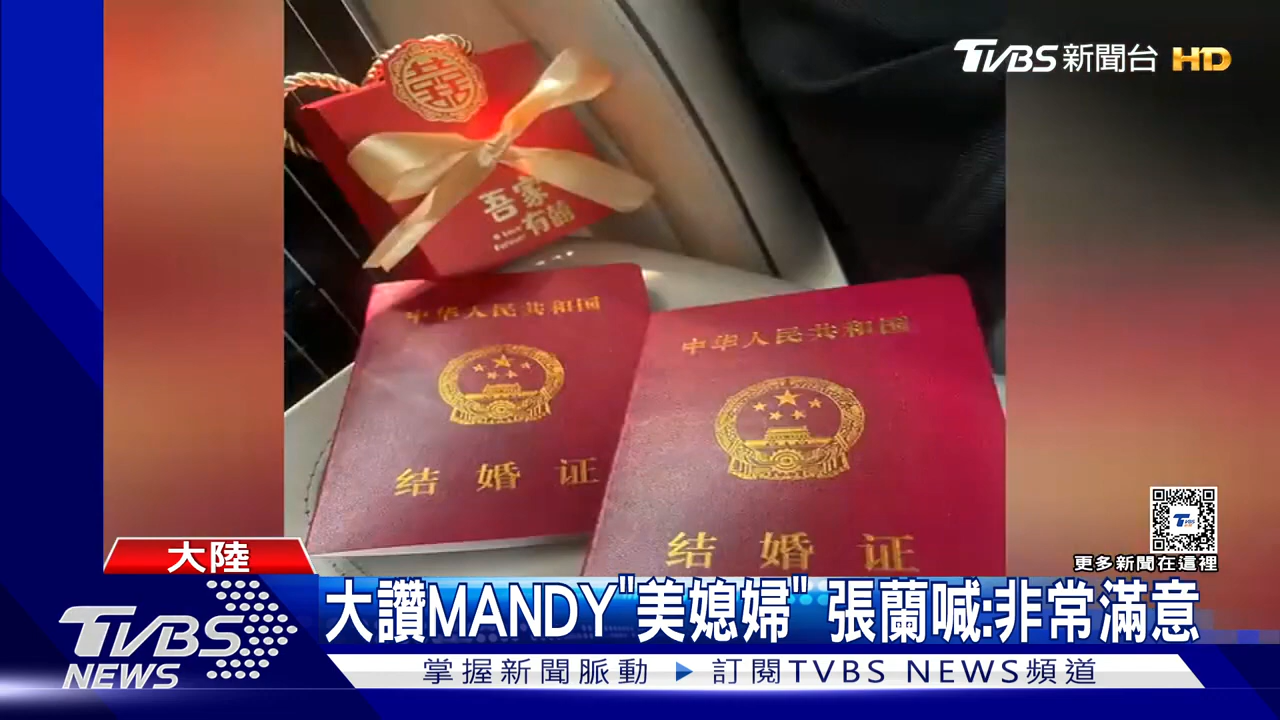 TVBS新聞台 HD
囍
吾家
有囍
中华人民共和国
结婚证
中华人民共和国
结婚证
更多新聞在這裡
大陸
大讚MANDY"美媳婦" 張蘭喊:非常滿意
TVBS
NEWS
掌握新聞脈動 ▶ 訂閱TVBS NEWS頻道